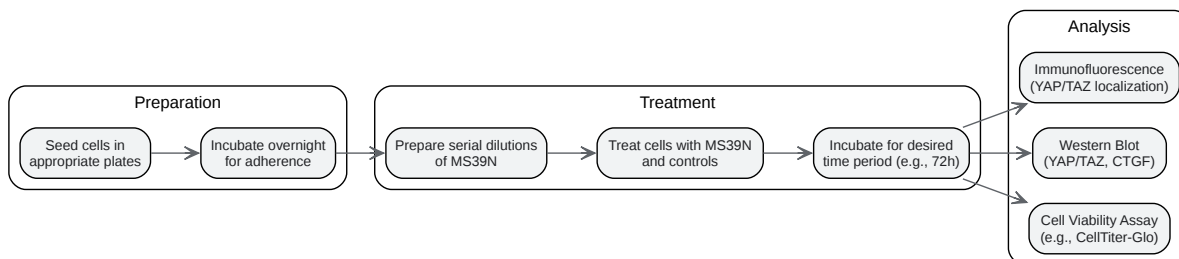 Preparation
Seed cells in
appropriate plates
Incubate overnight
for adherence
Treatment
Prepare serial dilutions
of MS39N
Treat cells with MS39N
and controls
Incubate for desired
time period (e.g., 72h)
Analysis
Immunofluorescence
(YAP/TAZ localization)
Western Blot
(YAP/TAZ, CTGF)
Cell Viability Assay
(e.g., CellTiter-Glo)